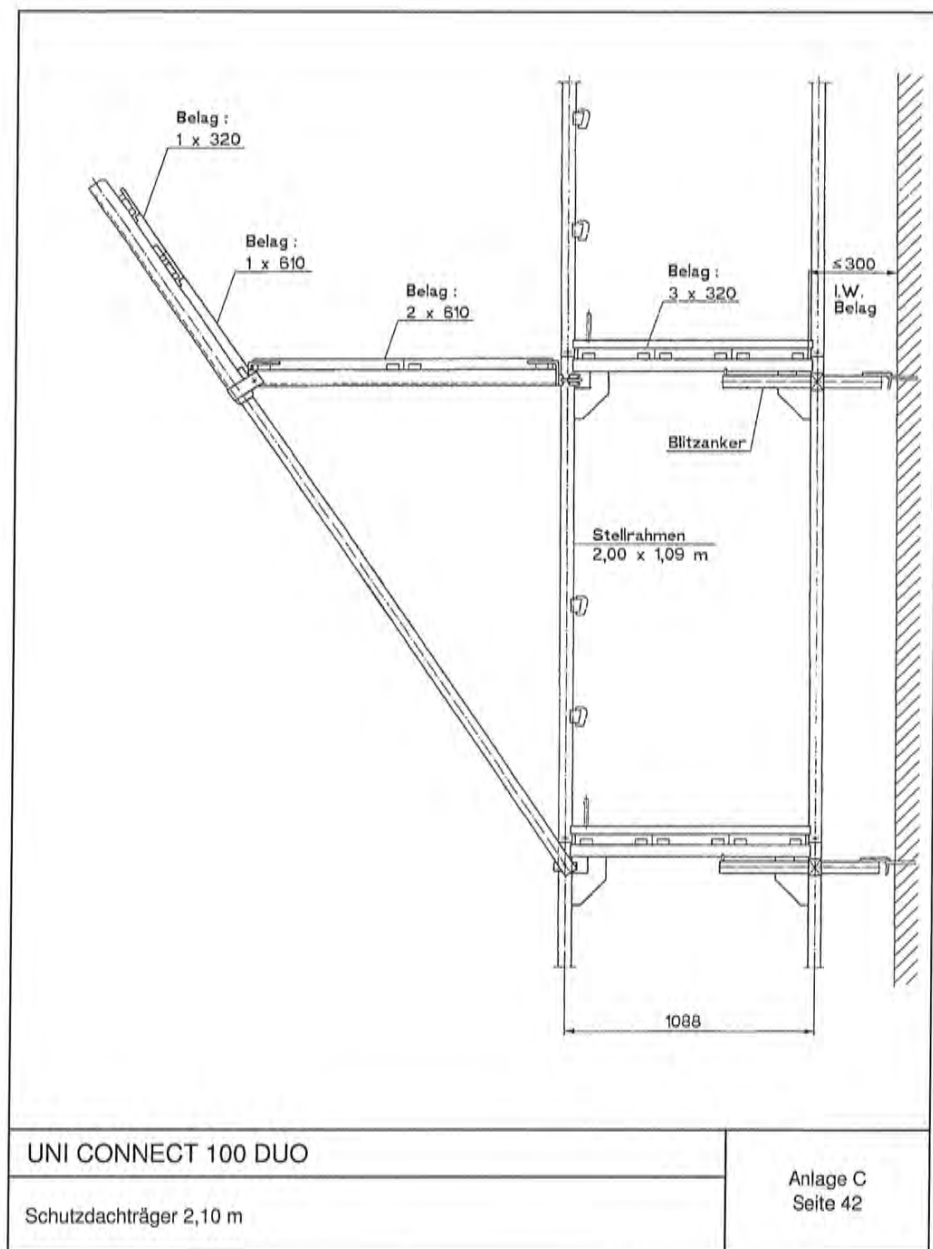 Belag :
1 x 320
Belag :
1 x 610
Belag :
2 x 610
Belag :
3 x 320
≤300
I.W.
Belag
Blitzanker
Stellrahmen
2,00 x 1,09 m
1088
UNI CONNECT 100 DUO
Schutzdachträger 2,10 m
Anlage C
Seite 42